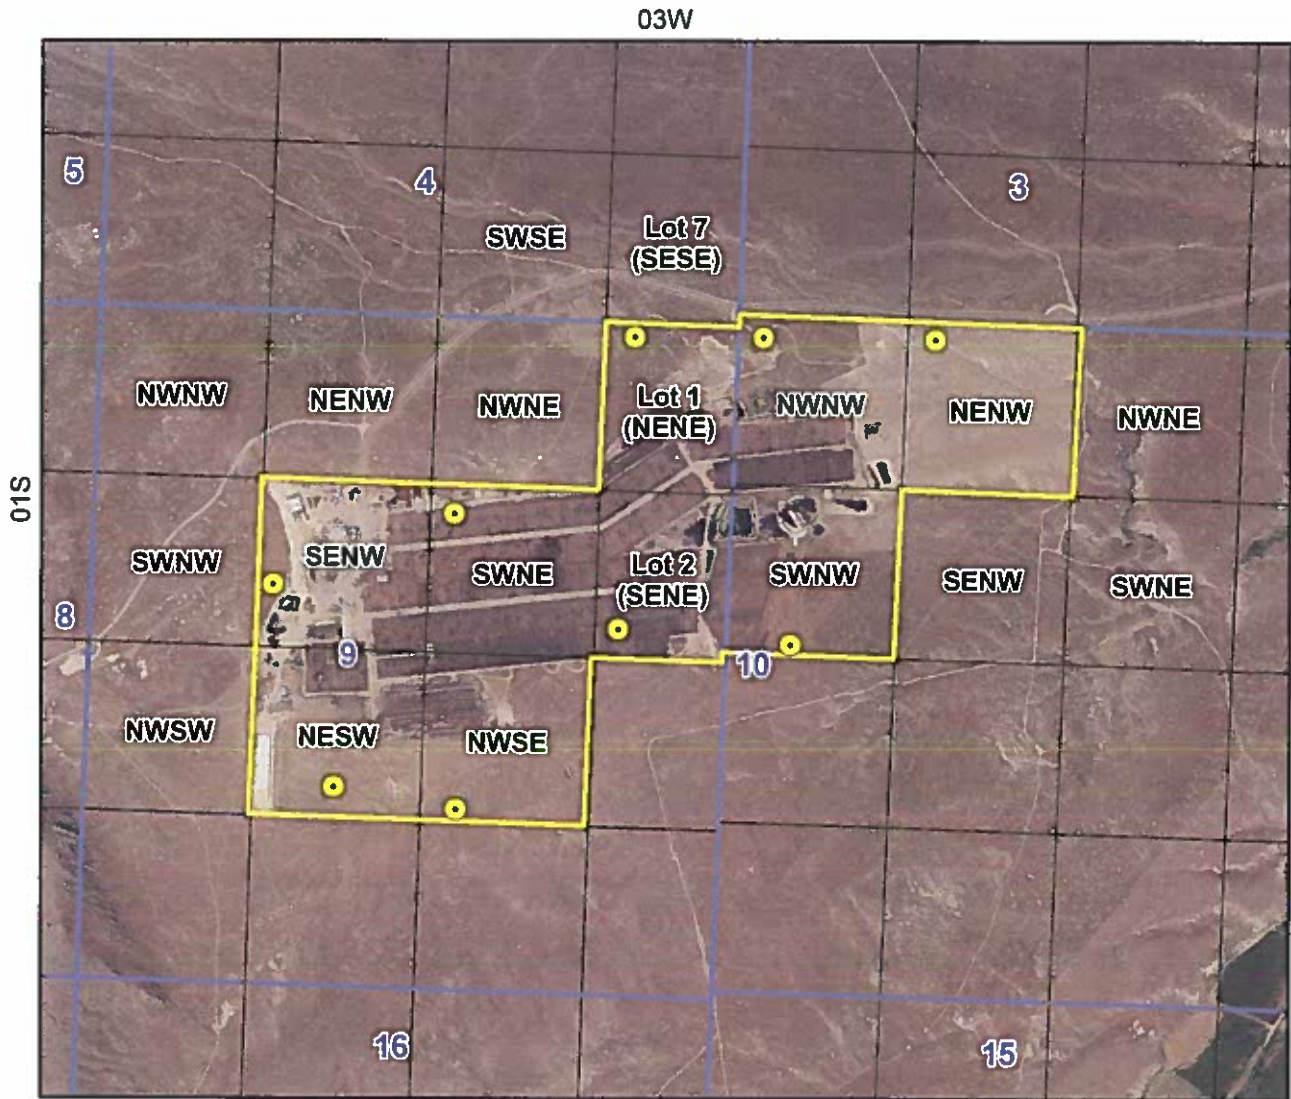 03W
5
4
3
SWSE
Lot 7
(SESE)
01S
NWNW
NENW
NWNE
Lot 1
(NENE)
NWNW
NENW
NWNE
SWNW
SENW
SWNE
Lot 2
(SENE)
SWNW
SENW
SWNE
8
9
10
NWSW
NESW
NWSE
16
15